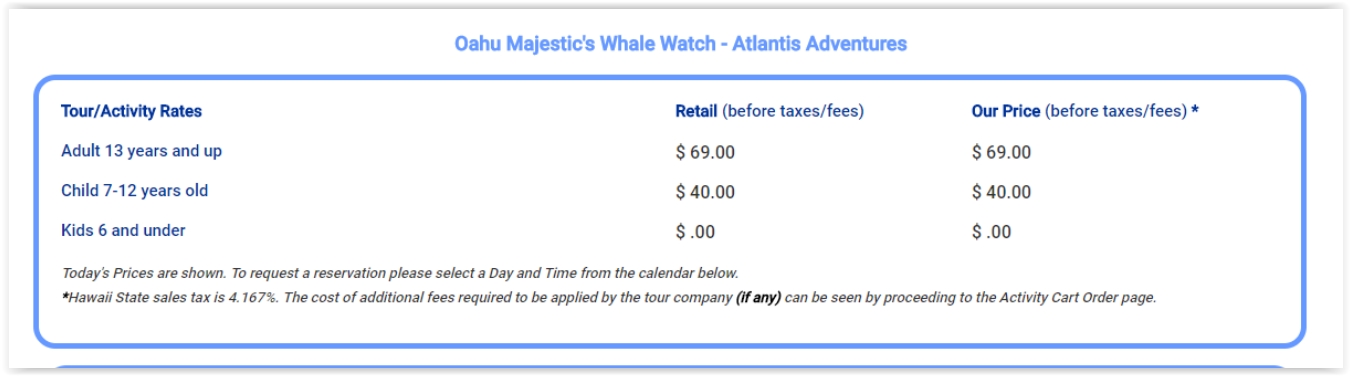 Oahu Majestic's Whale Watch - Atlantis Adventures
Tour/Activity Rates Retail (before taxes/fees) Our Price (before taxes/fees) *
Adult 13 years and up $ 69.00 $ 69.00
Child 7-12 years old $ 40.00 $ 40.00
Kids 6 and under $ .00 $ .00
Today's Prices are shown. To request a reservation please select a Day and Time from the calendar below.
*Hawaii State sales tax is 4.167%. The cost of additional fees required to be applied by the tour company (if any) can be seen by proceeding to the Activity Cart Order page.